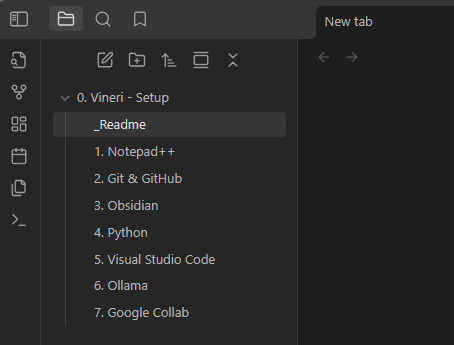 New tab
0. Vineri - Setup
_Readme
1. Notepad++
2. Git & GitHub
3. Obsidian
4. Python
5. Visual Studio Code
6. Ollama
7. Google Collab